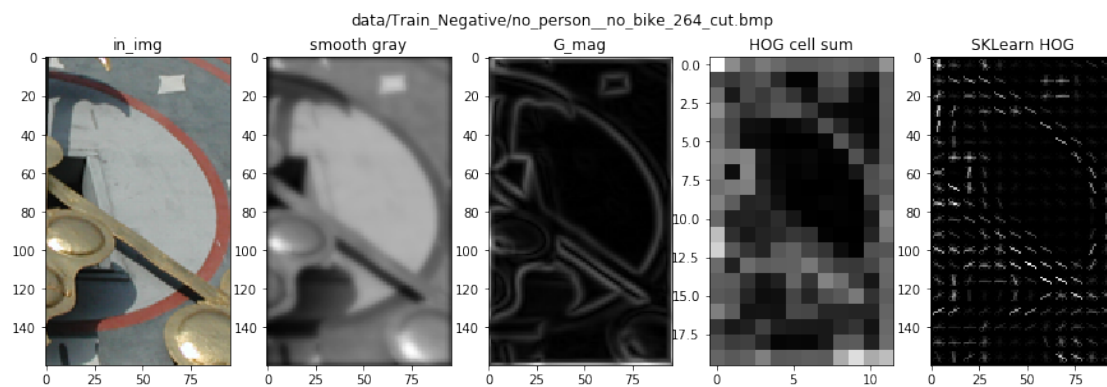 data/Train_Negative/no_person__no_bike_264_cut.bmp
in_img smooth gray G_mag HOG cell sum SKLearn HOG
0 0 0 0.0 0
20 20 20 2.5 20
40 40 40 5.0 40
60 60 60 7.5 60
80 80 80 10.0 80
100 100 100 12.5 100
120 120 120 15.0 120
140 140 140 17.5 140
0 25 50 75 0 25 50 75 0 25 50 75 0 5 10 0 25 50 75